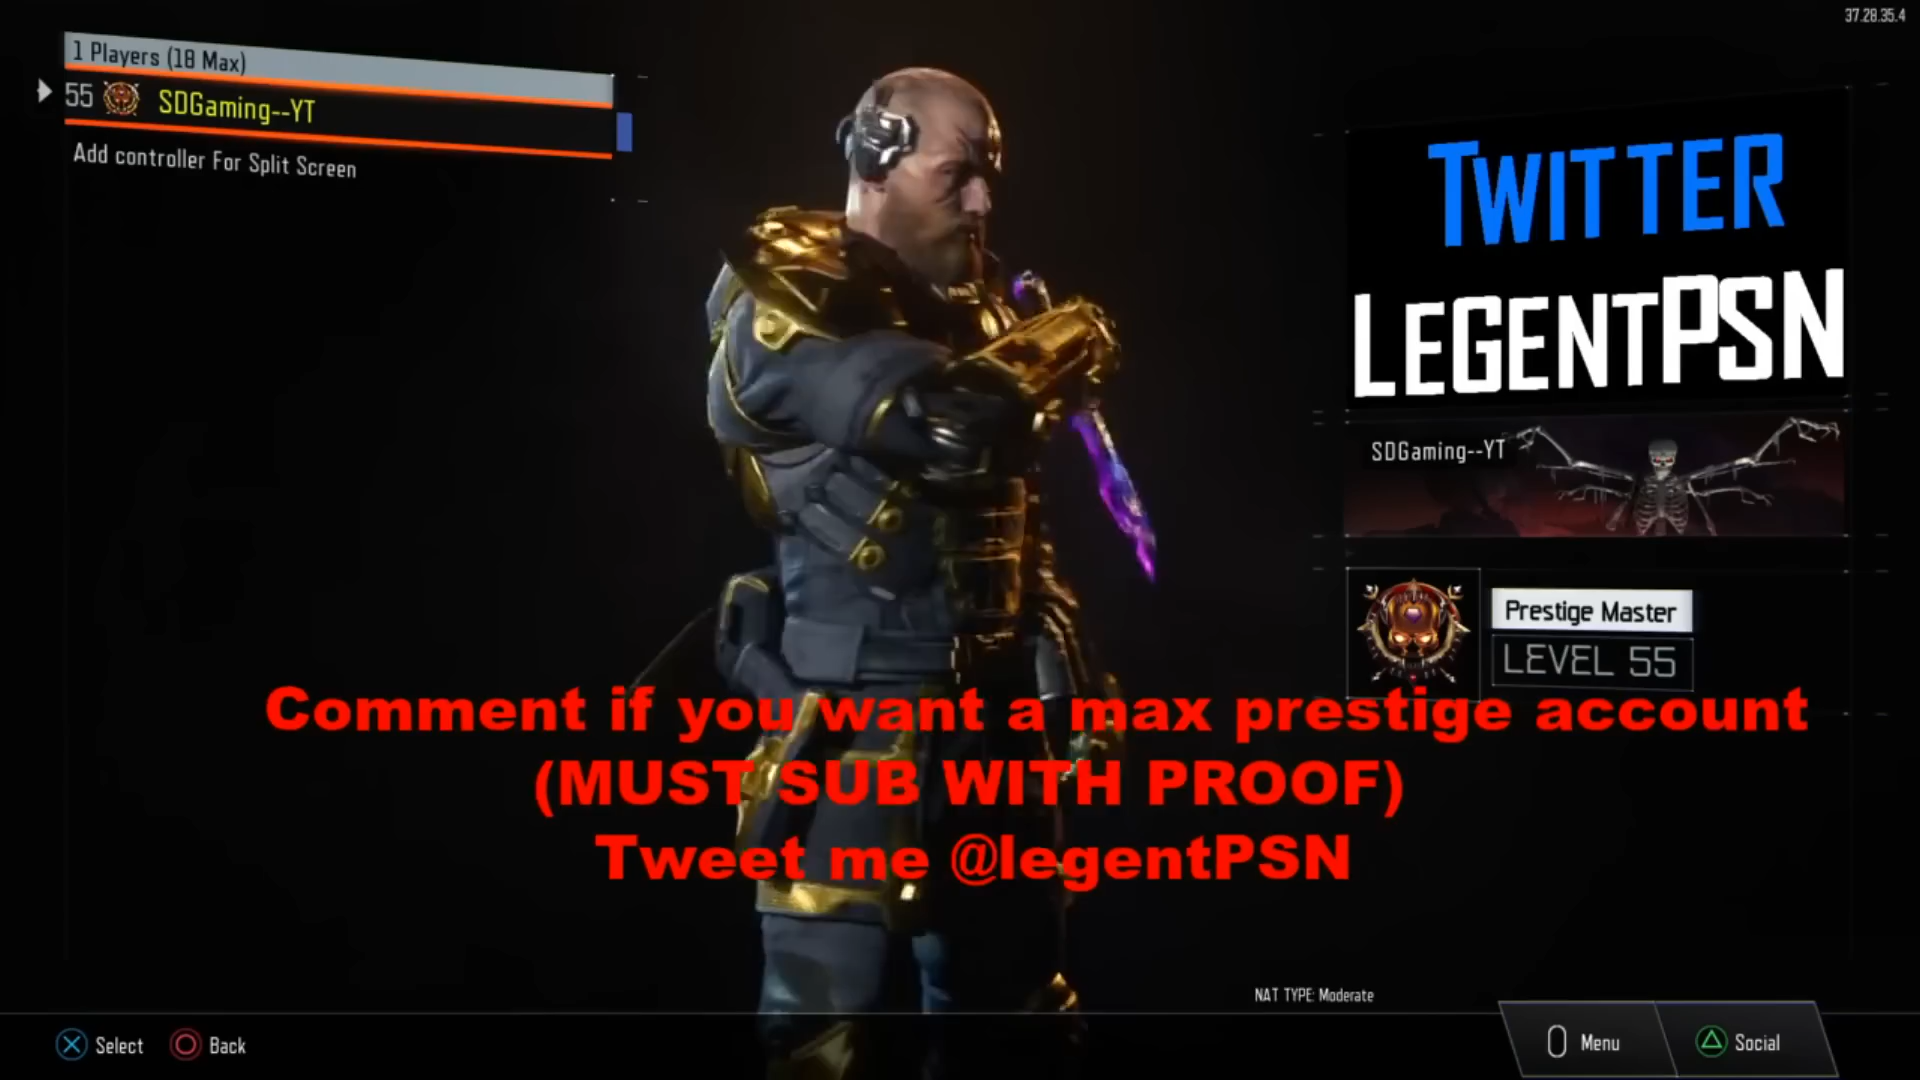 37.28.35.4
1 Players (18 Max)
55 SDGaming--YT
Add controller For Split Screen
TWITTER
LEGENTPSN
SDGaming--YT
Prestige Master
LEVEL 55
Comment if you want a max prestige account
(MUST SUB WITH PROOF)
Tweet me @legentPSN
NAT TYPE: Moderate
Select
Back
Menu
Social